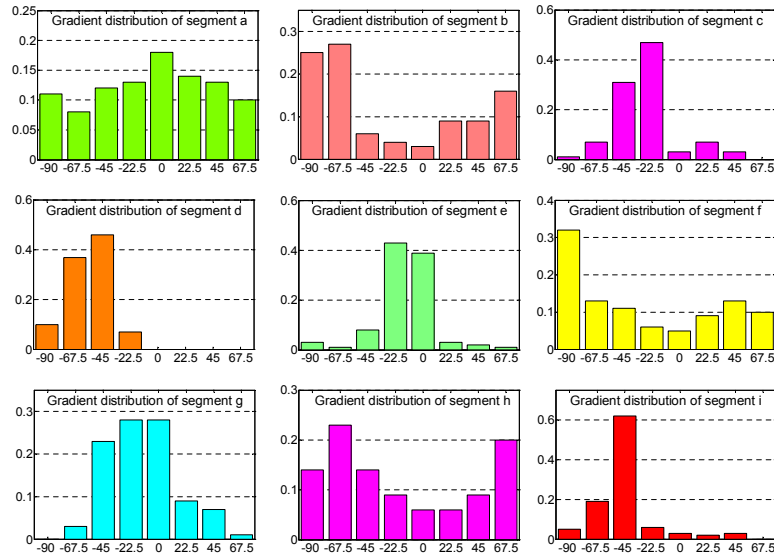 Gradient distribution of segment a
0.25
0.2
0.15
0.1
0.05
0
-90 -67.5 -45 -22.5 0 22.5 45 67.5
Gradient distribution of segment b
0.3
0.2
0.1
0
-90 -67.5 -45 -22.5 0 22.5 45 67.5
Gradient distribution of segment c
0.6
0.4
0.2
0
-90 -67.5 -45 -22.5 0 22.5 45 67.5
Gradient distribution of segment d
0.6
0.4
0.2
0
-90 -67.5 -45 -22.5 0 22.5 45 67.5
Gradient distribution of segment e
0.6
0.4
0.2
0
-90 -67.5 -45 -22.5 0 22.5 45 67.5
Gradient distribution of segment f
0.4
0.3
0.2
0.1
0
-90 -67.5 -45 -22.5 0 22.5 45 67.5
Gradient distribution of segment g
0.3
0.2
0.1
0
-90 -67.5 -45 -22.5 0 22.5 45 67.5
Gradient distribution of segment h
0.3
0.2
0.1
0
-90 -67.5 -45 -22.5 0 22.5 45 67.5
Gradient distribution of segment i
0.6
0.4
0.2
0
-90 -67.5 -45 -22.5 0 22.5 45 67.5